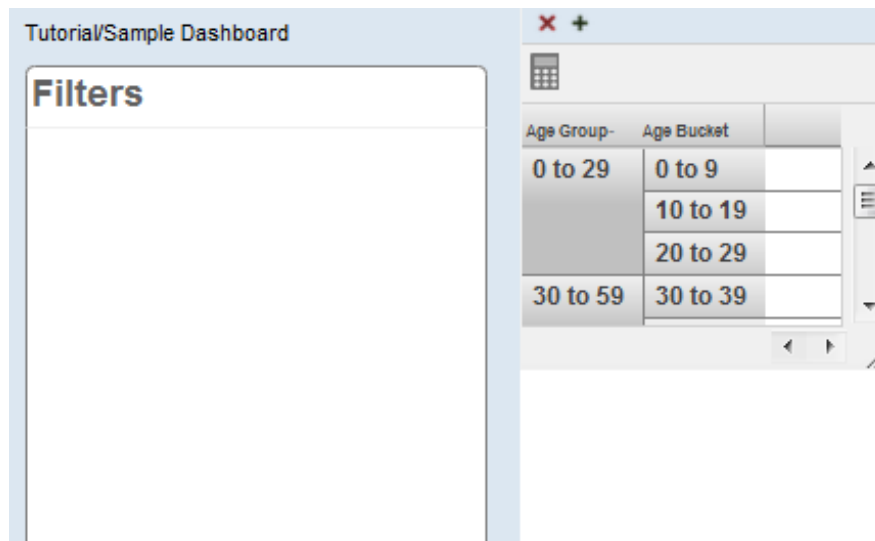 Tutorial/Sample Dashboard
Filters
Age Group- Age Bucket
0 to 29 0 to 9
10 to 19
20 to 29
30 to 59 30 to 39